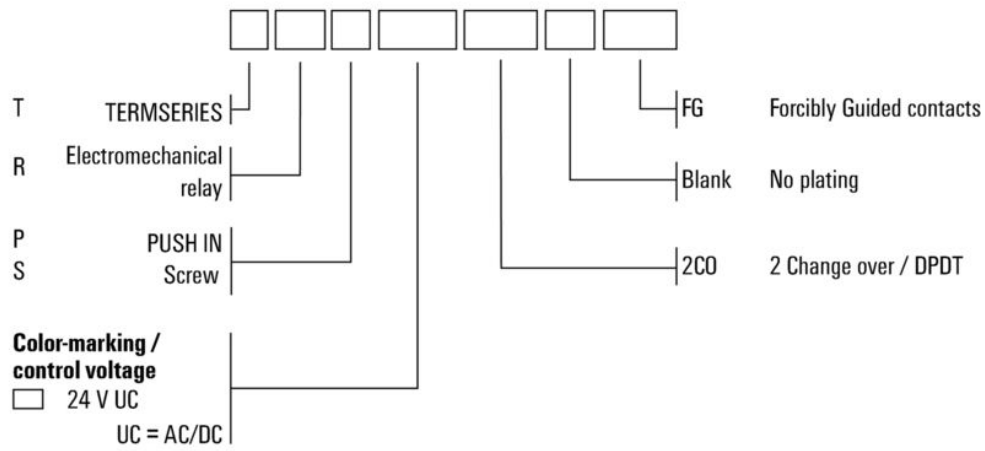 T TERMSERIES
R Electromechanical
relay
P PUSH IN
S Screw
Color-marking /
control voltage
24 V UC
UC = AC/DC
FG Forcibly Guided contacts
Blank No plating
2CO 2 Change over / DPDT